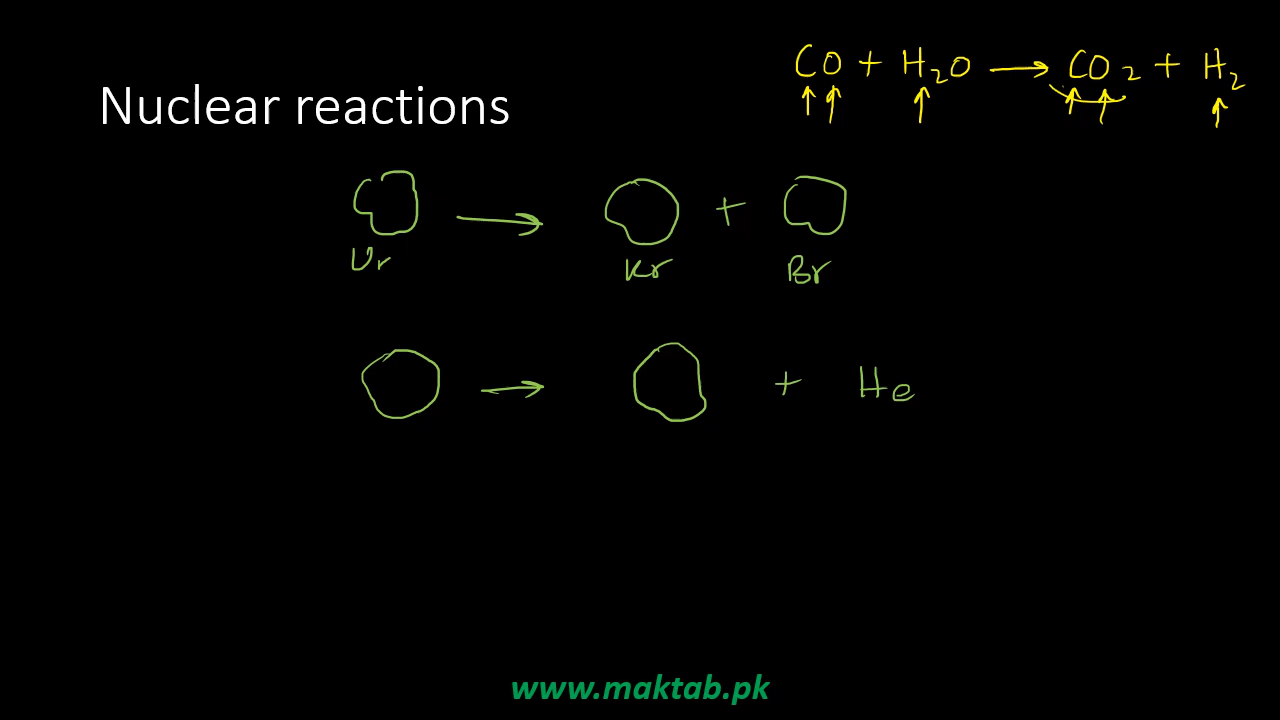 CO + H₂O → CO₂ + H₂
Nuclear reactions
→ +
Ur Kr Br
→ + He
www.maktab.pk